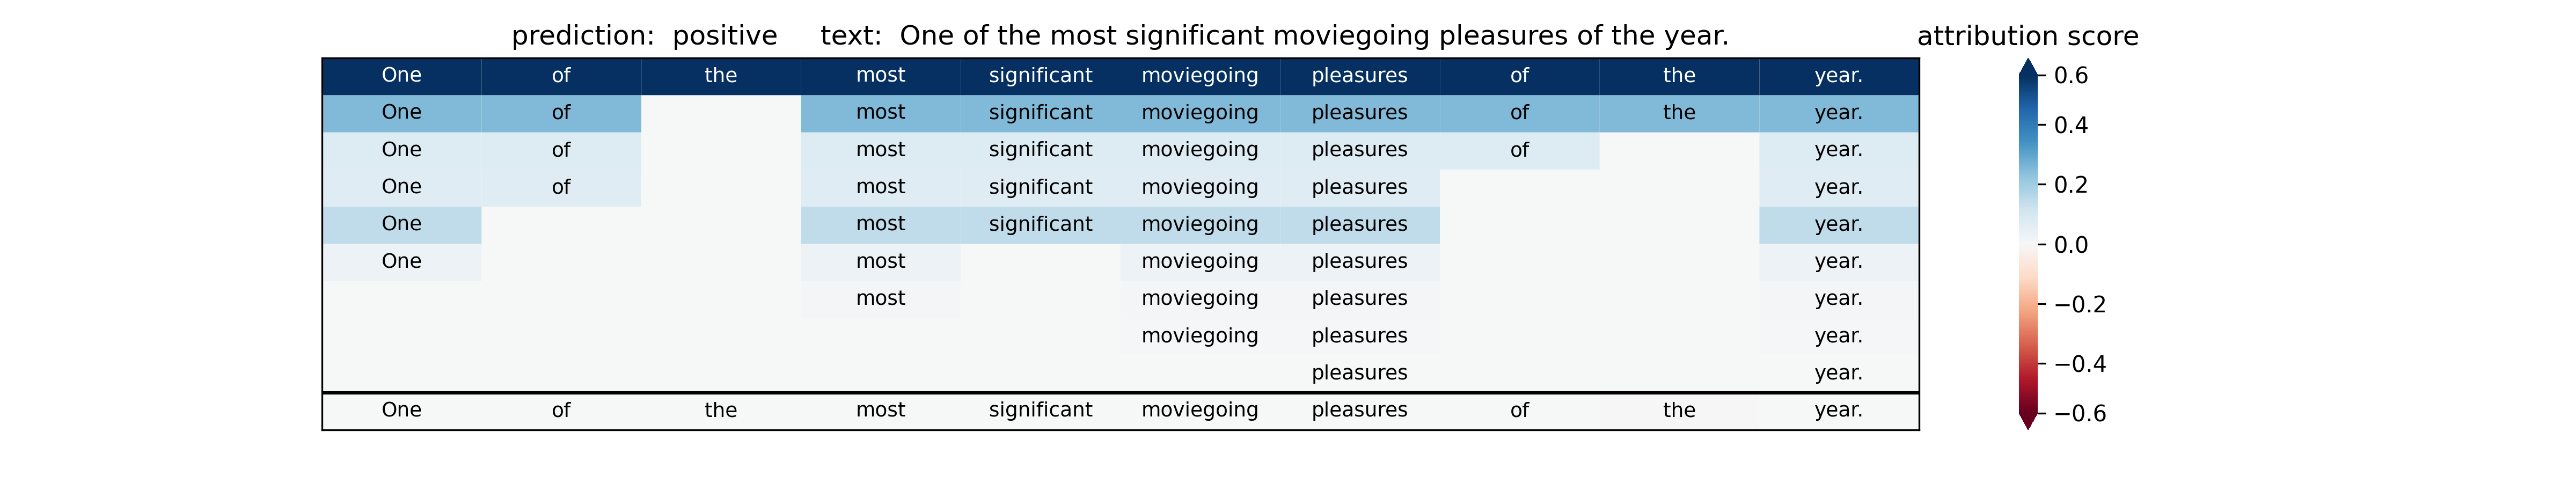 prediction: positive text: One of the most significant moviegoing pleasures of the year. attribution score
One of the most significant moviegoing pleasures of the year. 0.6
One of most significant moviegoing pleasures of the year. 0.4
One of most significant moviegoing pleasures of year.
One of most significant moviegoing pleasures year. 0.2
One most significant moviegoing pleasures year. 0.0
One most moviegoing pleasures year.
most moviegoing pleasures year. −0.2
moviegoing pleasures year.
pleasures year. −0.4
One of the most significant moviegoing pleasures of the year. −0.6